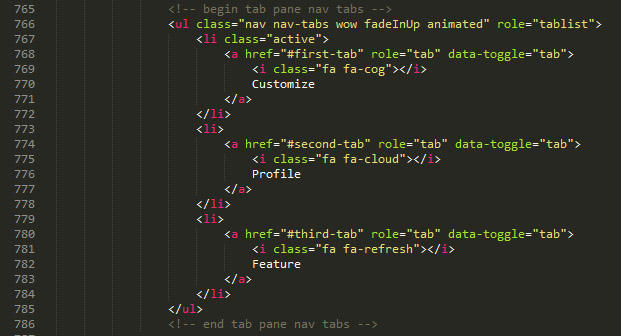 765 <!-- begin tab pane nav tabs -->
766 <ul class="nav nav-tabs wow fadeInUp animated" role="tablist">
767 <li class="active">
768 <a href="#first-tab" role="tab" data-toggle="tab">
769 <i class="fa fa-cog"></i>
770 Customize
771 </a>
772 </li>
773 <li>
774 <a href="#second-tab" role="tab" data-toggle="tab">
775 <i class="fa fa-cloud"></i>
776 Profile
777 </a>
778 </li>
779 <li>
780 <a href="#third-tab" role="tab" data-toggle="tab">
781 <i class="fa fa-refresh"></i>
782 Feature
783 </a>
784 </li>
785 </ul>
786 <!-- end tab pane nav tabs -->